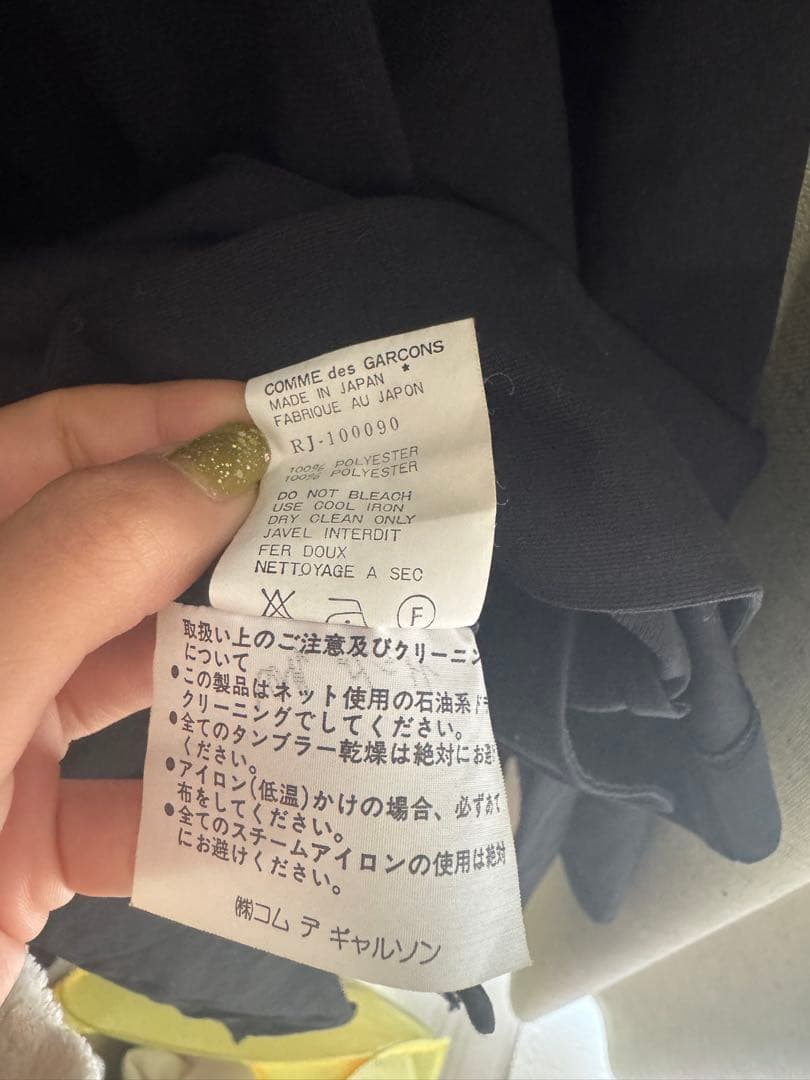 COMME des GARCONS *
MADE IN JAPAN
FABRIQUE AU JAPON
RJ-100090
100% POLYESTER
100% POLYESTER
DO NOT BLEACH
USE COOL IRON
DRY CLEAN ONLY
JAVEL INTERDIT
FER DOUX
NETTOYAGE A SEC
F
取扱い上のご注意及びクリーニン
について
●この製品はネット使用の石油系ドラ
クリーニングでしてください。
●全てのタンブラー乾燥は絶対にお避
ください。
●アイロン(低温)かけの場合、必ずあて
布をしてください。
●全てのスチームアイロンの使用は絶対
にお避けください。
㈱コム デ ギャルソン